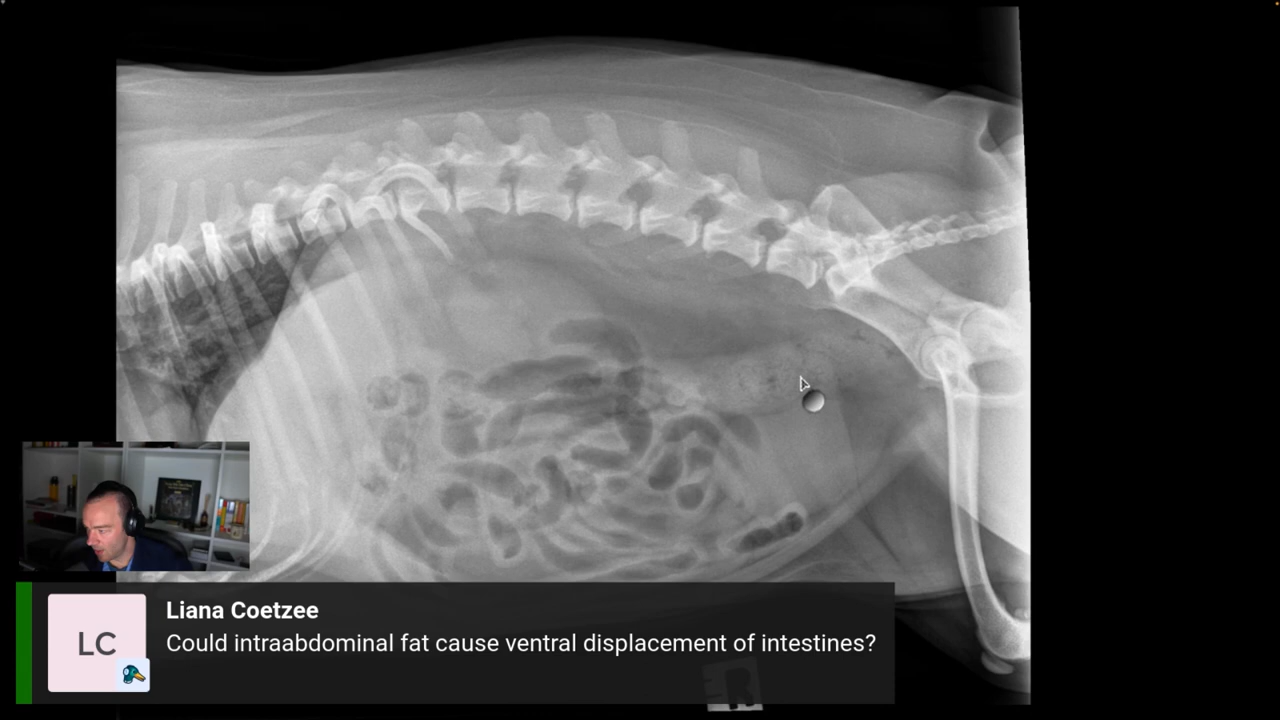 LC
Liana Coetzee
Could intraabdominal fat cause ventral displacement of intestines?
R